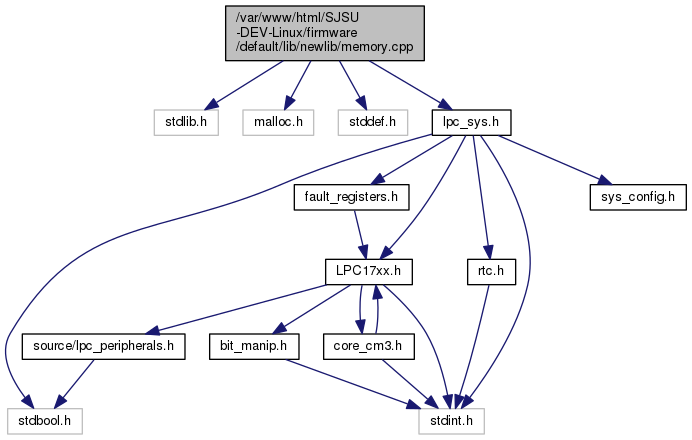 /var/www/html/SJSU
-DEV-Linux/firmware
/default/lib/newlib/memory.cpp
stdlib.h
malloc.h
stddef.h
lpc_sys.h
fault_registers.h
sys_config.h
LPC17xx.h
rtc.h
source/lpc_peripherals.h
bit_manip.h
core_cm3.h
stdbool.h
stdint.h